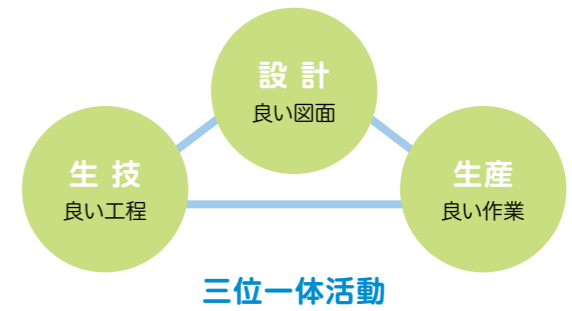 設 計
良い図面
生 技
良い工程
生産
良い作業
三位一体活動